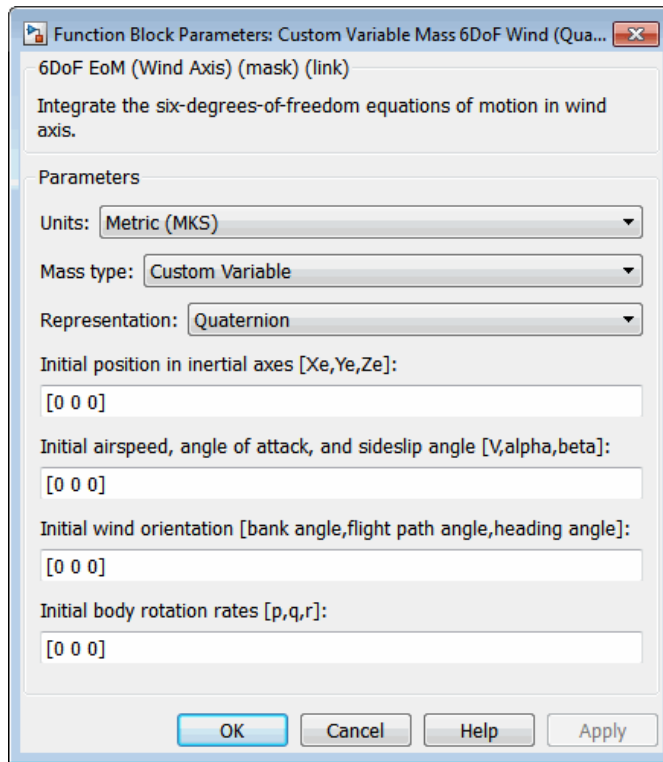 Function Block Parameters: Custom Variable Mass 6DoF Wind (Qua...
6DoF EoM (Wind Axis) (mask) (link)
Integrate the six-degrees-of-freedom equations of motion in wind
axis.
Parameters
Units: Metric (MKS)
Mass type: Custom Variable
Representation: Quaternion
Initial position in inertial axes [Xe,Ye,Ze]:
[0 0 0]
Initial airspeed, angle of attack, and sideslip angle [V,alpha,beta]:
[0 0 0]
Initial wind orientation [bank angle,flight path angle,heading angle]:
[0 0 0]
Initial body rotation rates [p,q,r]:
[0 0 0]
OK Cancel Help Apply